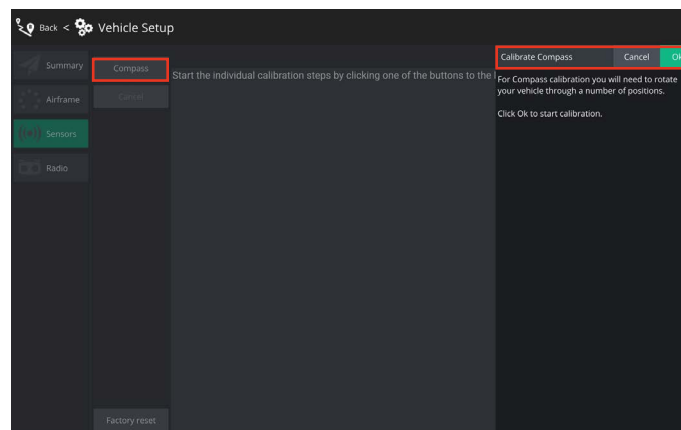 Back < Vehicle Setup
Summary
Airframe
Sensors
Radio
Compass
Cancel
Factory reset
Start the individual calibration steps by clicking one of the buttons to the
Calibrate Compass Cancel Ok
For Compass calibration you will need to rotate
your vehicle through a number of positions.
Click Ok to start calibration.